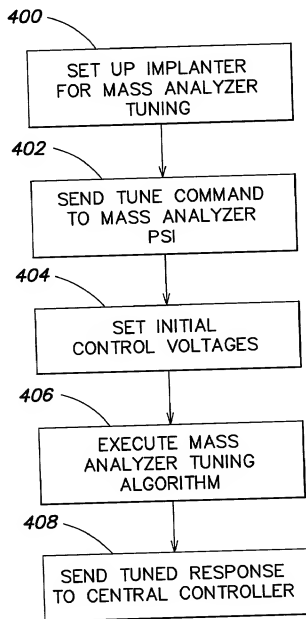 400
SET UP IMPLANTER
FOR MASS ANALYZER
TUNING
402
SEND TUNE COMMAND
TO MASS ANALYZER
PSI
404
SET INITIAL
CONTROL VOLTAGES
406
EXECUTE MASS
ANALYZER TUNING
ALGORITHM
408
SEND TUNED RESPONSE
TO CENTRAL CONTROLLER